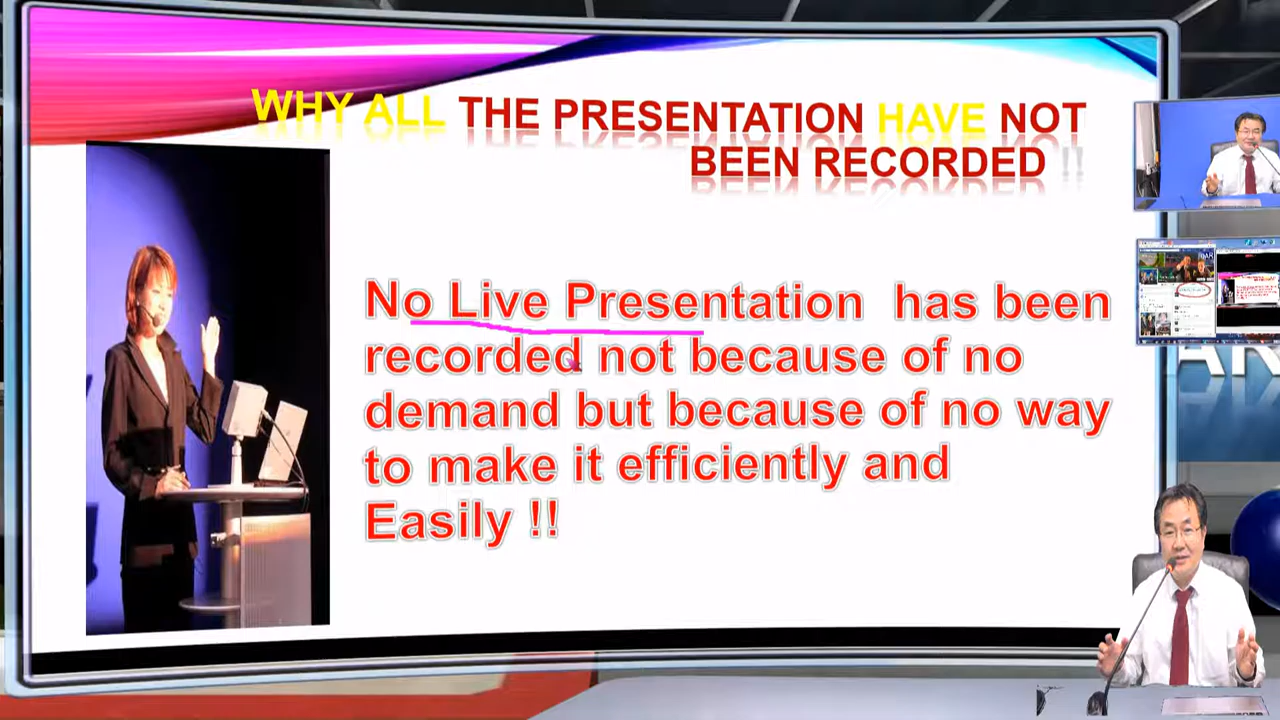 WHY ALL THE PRESENTATION HAVE NOT
BEEN RECORDED !!
No Live Presentation has been
recorded not because of no
demand but because of no way
to make it efficiently and
Easily !!
AR